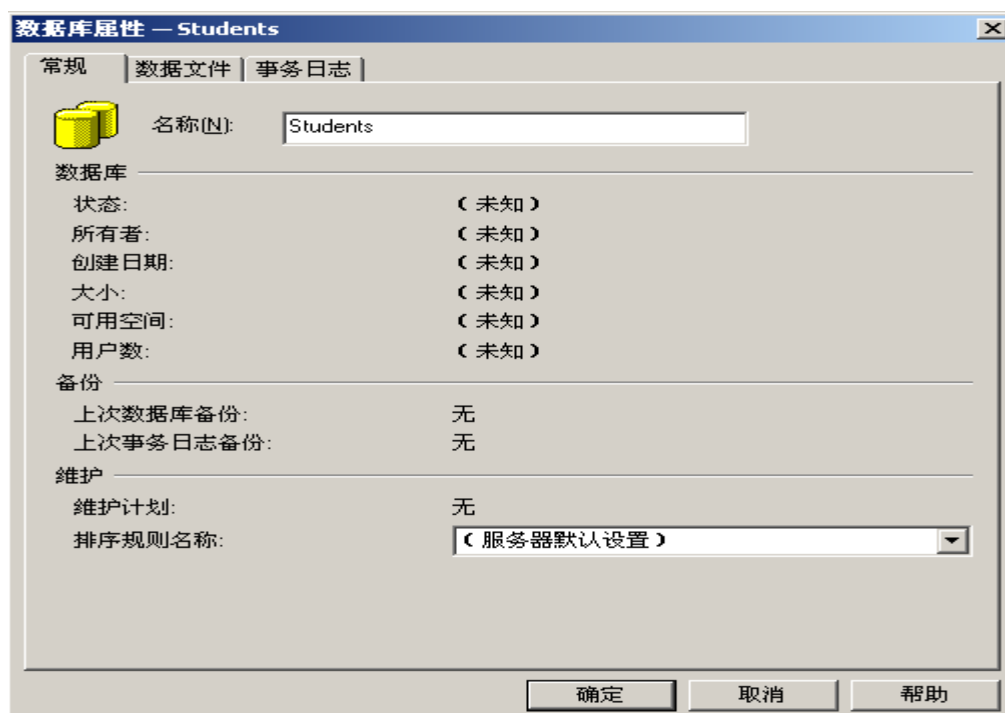 数据库属性 — Students
常规 数据文件 事务日志
名称(N): Students
数据库
状态: (未知)
所有者: (未知)
创建日期: (未知)
大小: (未知)
可用空间: (未知)
用户数: (未知)
备份
上次数据库备份: 无
上次事务日志备份: 无
维护
维护计划: 无
排序规则名称: (服务器默认设置)
确定 取消 帮助